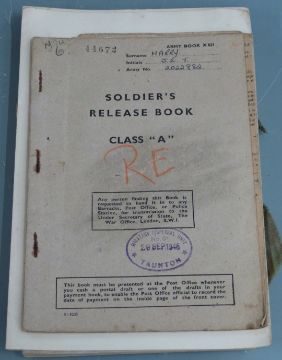 11672
ARMY BOOK X 801
Surname HARRY
Initials
Army No.
SOLDIER'S
RELEASE BOOK
CLASS "A"
RE
Any person finding this Book is
requested to hand it in to any
Barracks, Post Office, or Police
Station, for transmission to the
Under Secretary of State, The
War Office, London, S.W.1.
29 SEP 1946
TAUNTON
This book must be presented at the Post Office whenever
you cash a postal draft or one of the drafts in your
payment book, to enable the Post Office official to record the
date of payment on the inside page of the front cover.